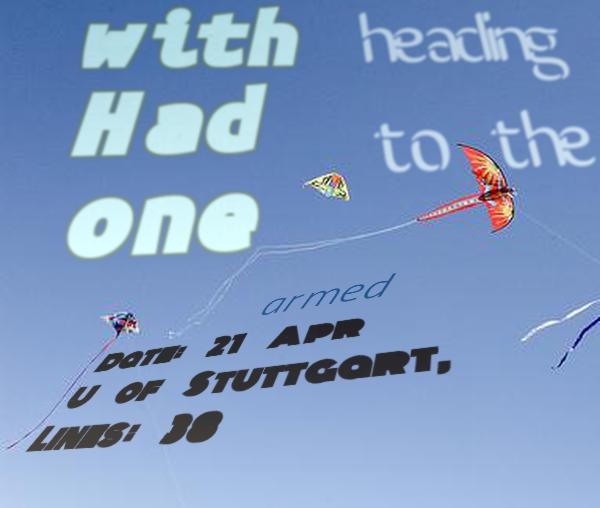 with
Had
one
heading
to the
armed
Date: 21 Apr
U of Stuttgart,
Lines: 38